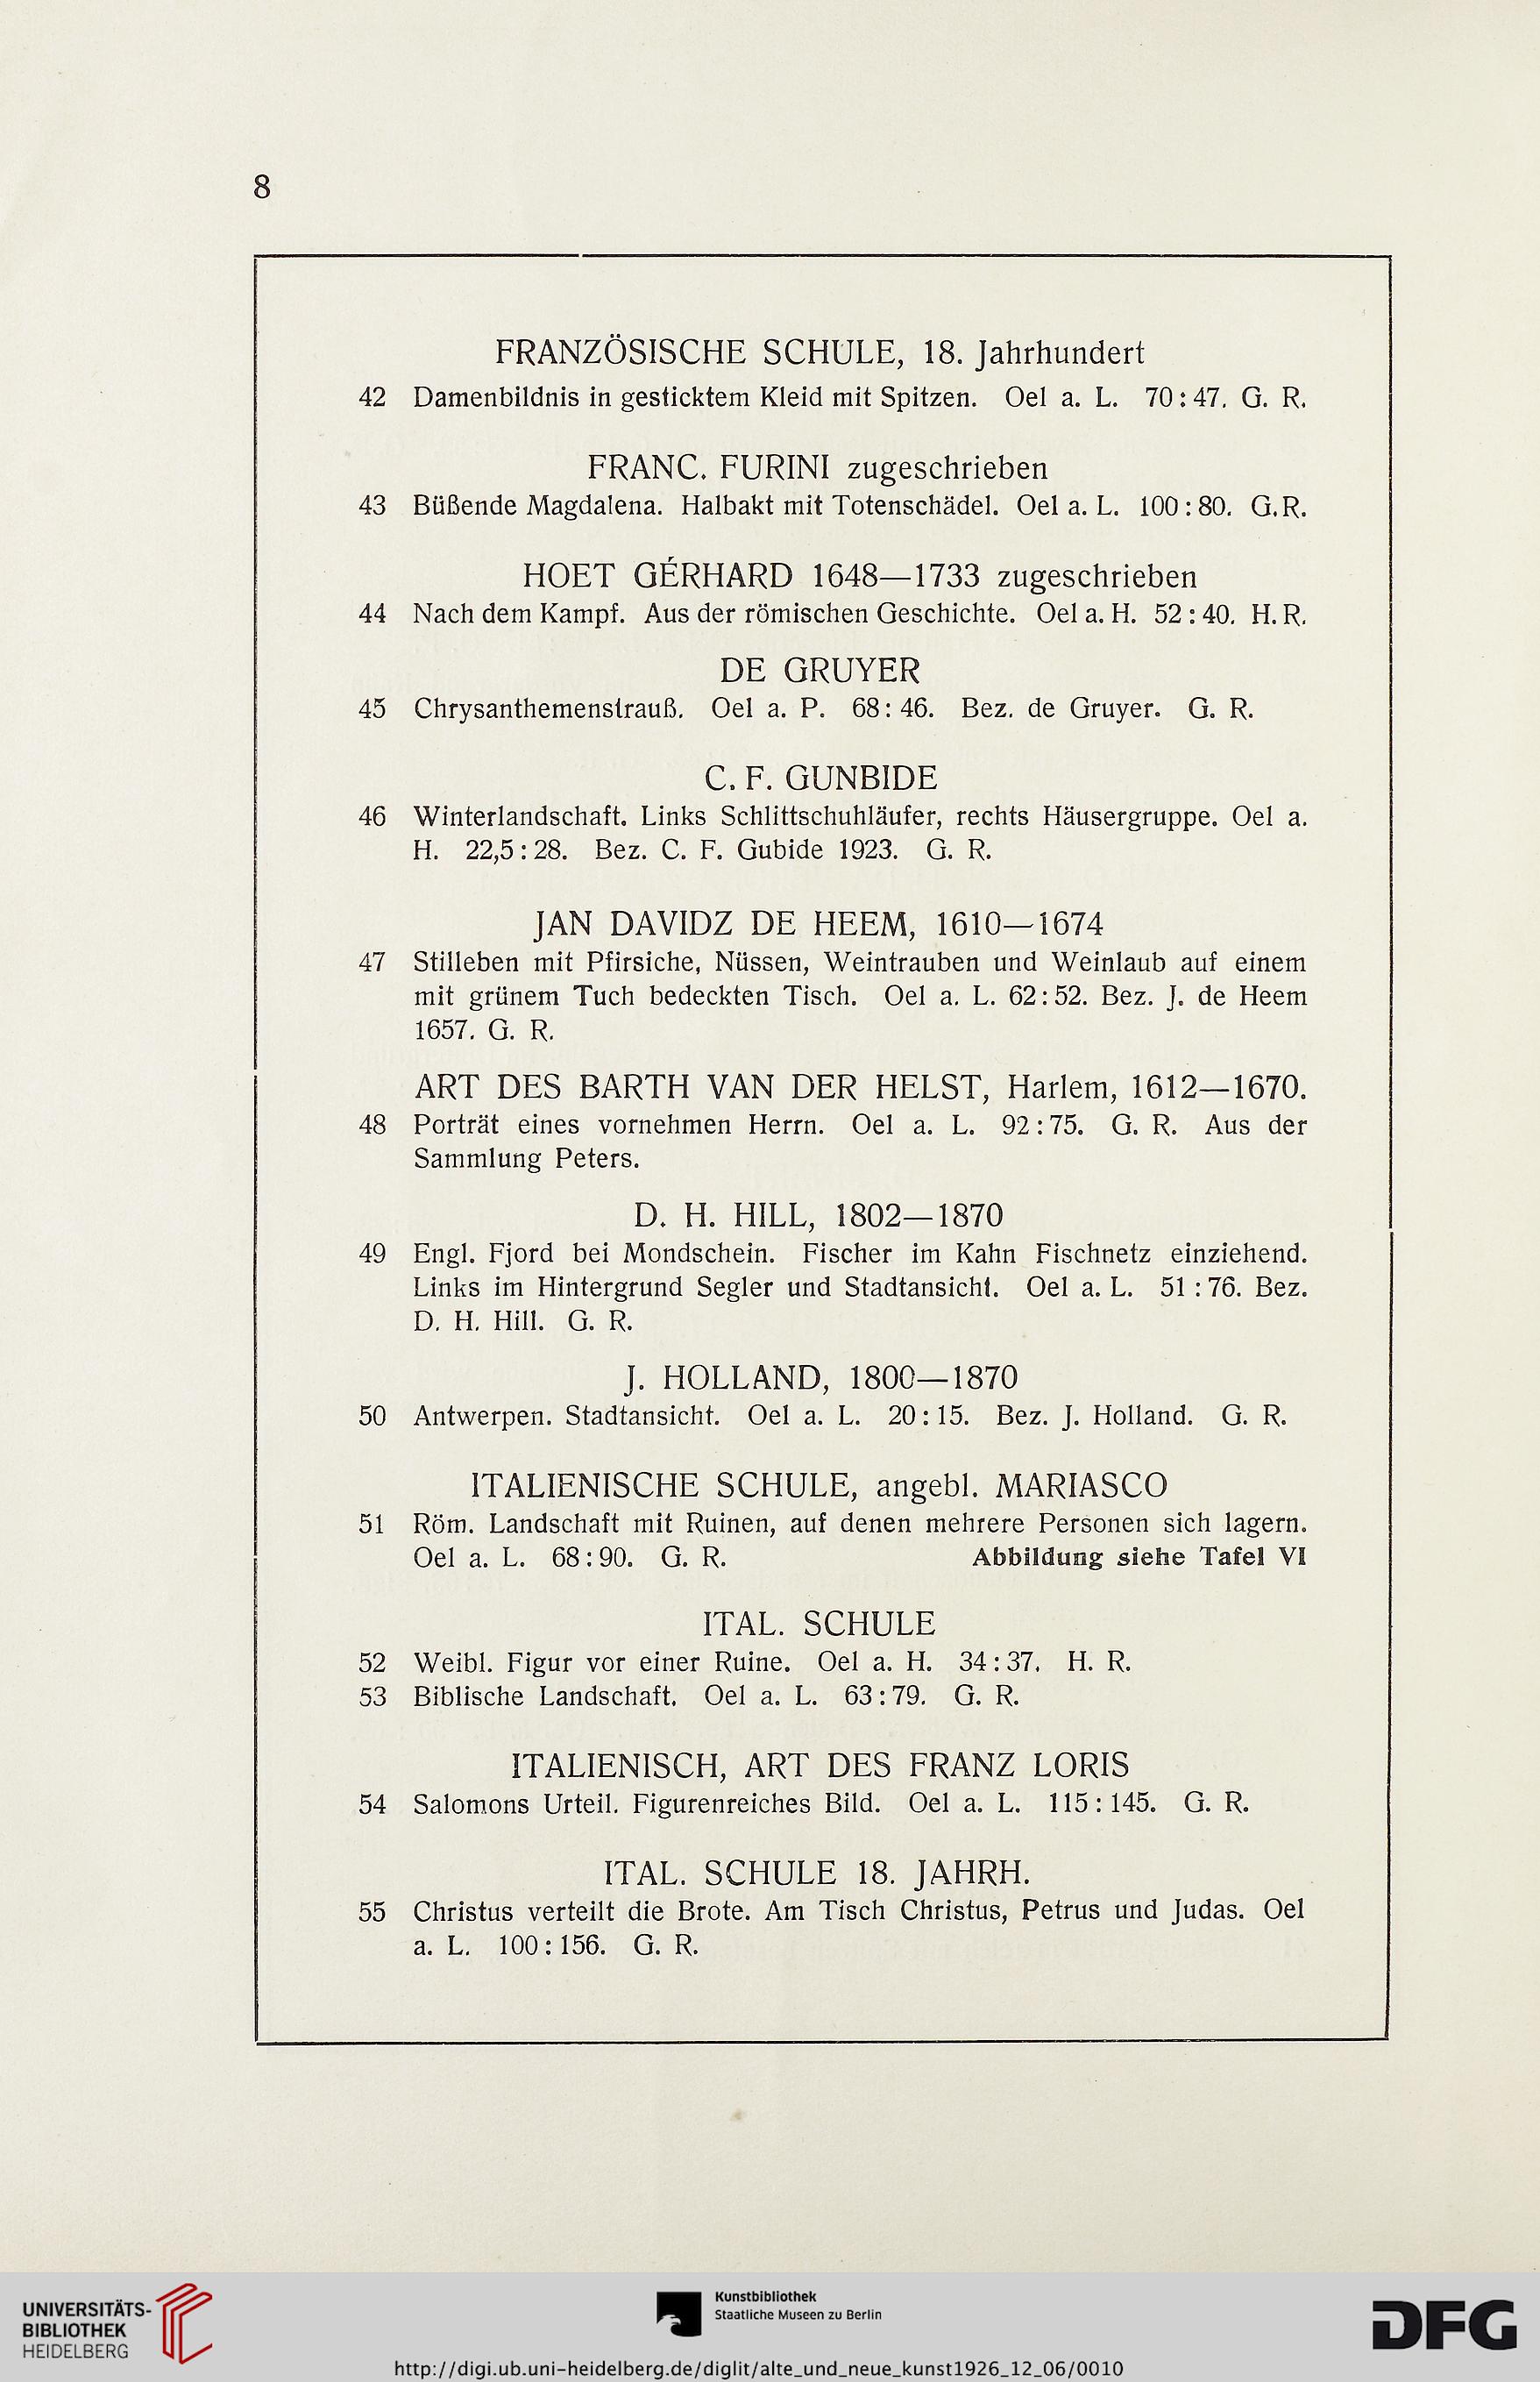 8
FRANZÖSISCHE SCHULE, 18. Jahrhundert
42 Damenbildnis in gesticktem Kleid mit Spitzen. Oel a. L. 70 : 47. G. R.
FRANC. FURINI zugeschrieben
43 Büßende Magdalena. Halbakt mit Totenschädel. Oel a. L. 100 : 80. G.R.
HOET GÉRHARD 1648—1733 zugeschrieben
44 Nach dem Kampf. Aus der römischen Geschichte. Oel a. H. 52 : 40. H. R.
DE GRUYER
45 Chrysanthemenstrauß. Oel a. P. 68 : 46. Bez. de Gruyer. G. R.
C. F. GUNBIDE
46 Winterlandschaft. Links Schlittschuhläufer, rechts Häusergruppe. Oel a.
H. 22,5 : 28. Bez. C. F. Gubide 1923. G. R.
JAN DAVIDZ DE HEEM, 1610—1674
47 Stilleben mit Pfirsiche, Nüssen, Weintrauben und Weinlaub auf einem
mit grünem Tuch bedeckten Tisch. Oel a. L. 62 : 52. Bez. J. de Heem
1657. G. R.
ART DES BARTH VAN DER HELST, Harlem, 1612—1670.
48 Porträt eines vornehmen Herrn. Oel a. L. 92 : 75. G. R. Aus der
Sammlung Peters.
D. H. HILL, 1802—1870
49 Engl. Fjord bei Mondschein. Fischer im Kahn Fischnetz einziehend.
Links im Hintergrund Segler und Stadtansicht. Oel a. L. 51 : 76. Bez.
D. H. Hill. G. R.
J. HOLLAND, 1800—1870
50 Antwerpen. Stadtansicht. Oel a. L. 20 : 15. Bez. J. Holland. G. R.
ITALIENISCHE SCHULE, angebl. MARIASCO
51 Röm. Landschaft mit Ruinen, auf denen mehrere Personen sich lagern.
Oel a. L. 68 : 90. G. R. Abbildung siehe Tafel VI
ITAL. SCHULE
52 Weibl. Figur vor einer Ruine. Oel a. H. 34 : 37. H. R.
53 Biblische Landschaft. Oel a. L. 63 : 79. G. R.
ITALIENISCH, ART DES FRANZ LORIS
54 Salomons Urteil. Figurenreiches Bild. Oel a. L. 115 : 145. G. R.
ITAL. SCHULE 18. JAHRH.
55 Christus verteilt die Brote. Am Tisch Christus, Petrus und Judas. Oel
a. L. 100 : 156. G. R.
UNIVERSITÄTS-
BIBLIOTHEK
HEIDELBERG
Kunstbibliothek
Staatliche Museen zu Berlin
DFG
http://digi.ub.uni-heidelberg.de/diglit/alte_und_neue_kunst1926_12_06/0010